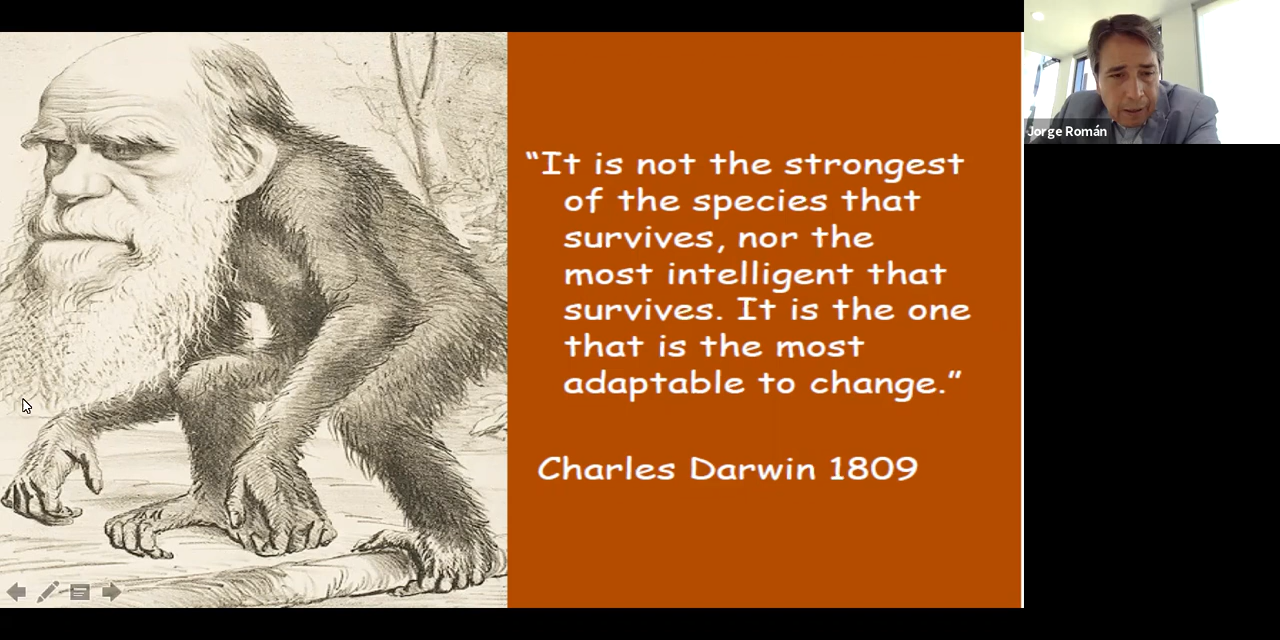 “It is not the strongest
of the species that
survives, nor the
most intelligent that
survives. It is the one
that is the most
adaptable to change.”
Charles Darwin 1809
Jorge Román